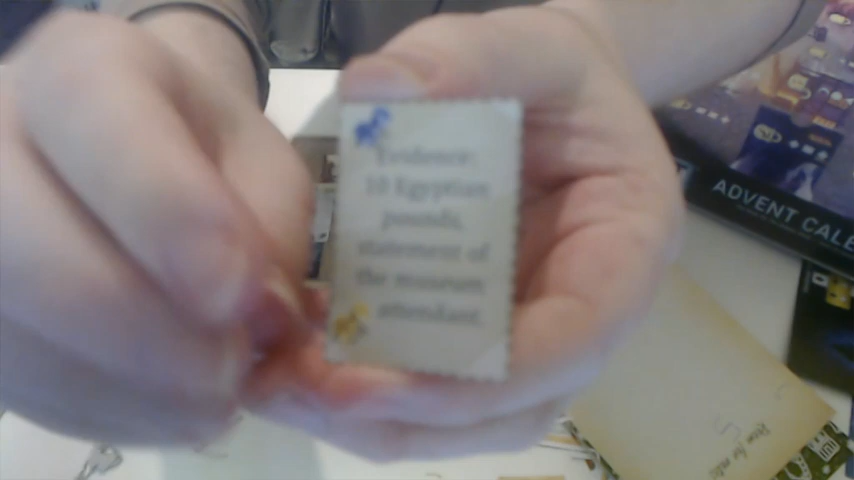 Evidence:
10 Egyptian
pounds,
statement of
the museum
attendant.
ADVENT CALE